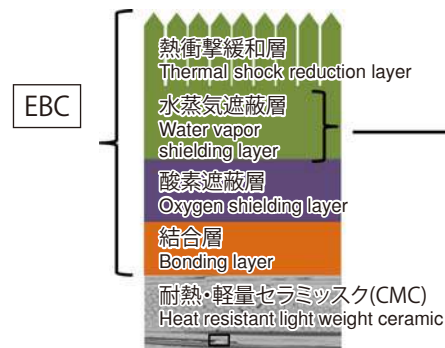 EBC
熱衝撃緩和層
Thermal shock reduction layer
水蒸気遮蔽層
Water vapor
shielding layer
酸素遮蔽層
Oxygen shielding layer
結合層
Bonding layer
耐熱・軽量セラミッスク(CMC)
Heat resistant light weight ceramic